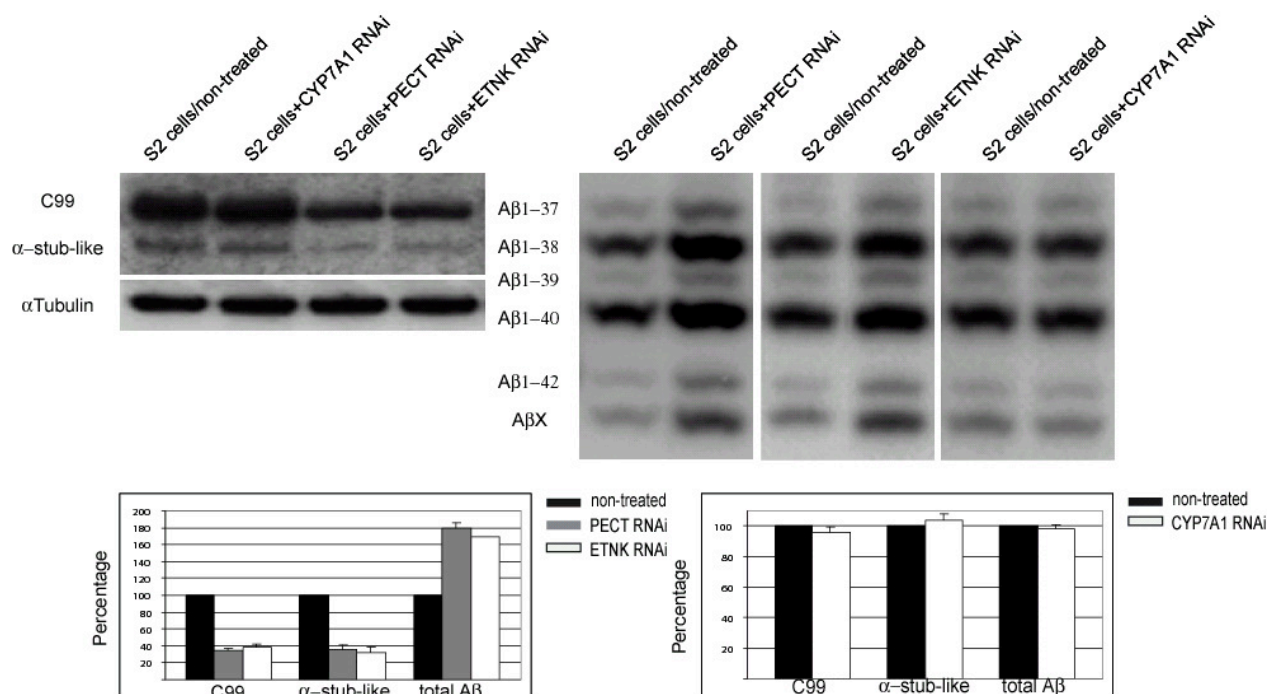 S2 cells/non-treated
S2 cells+CYP7A1 RNAi
S2 cells+PECT RNAi
S2 cells+ETNK RNAi
C99
α–stub-like
αTubulin
S2 cells/non-treated
S2 cells+PECT RNAi
S2 cells/non-treated
S2 cells+ETNK RNAi
S2 cells/non-treated
S2 cells+CYP7A1 RNAi
Aβ1–37
Aβ1–38
Aβ1–39
Aβ1–40
Aβ1–42
AβX
Percentage
200
180
160
140
120
100
80
60
40
20
C99
α–stub-like
total Aβ
non-treated
PECT RNAi
ETNK RNAi
Percentage
100
80
60
40
20
C99
α–stub-like
total Aβ
non-treated
CYP7A1 RNAi